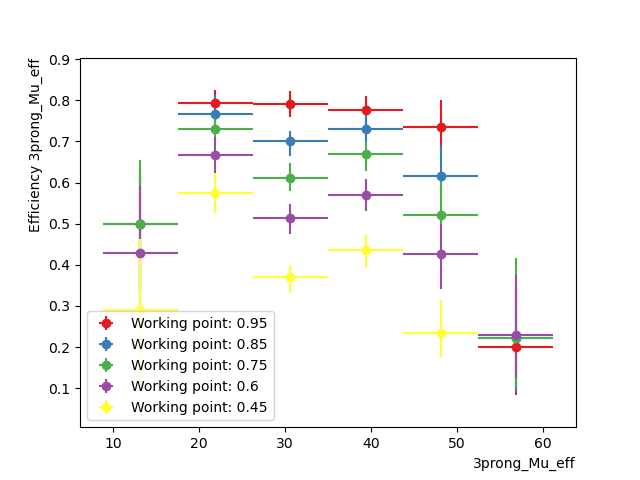 Efficiency 3prong_Mu_eff
0.9
0.8
0.7
0.6
0.5
0.4
0.3
0.2
0.1
Working point: 0.95
Working point: 0.85
Working point: 0.75
Working point: 0.6
Working point: 0.45
10 20 30 40 50 60
3prong_Mu_eff